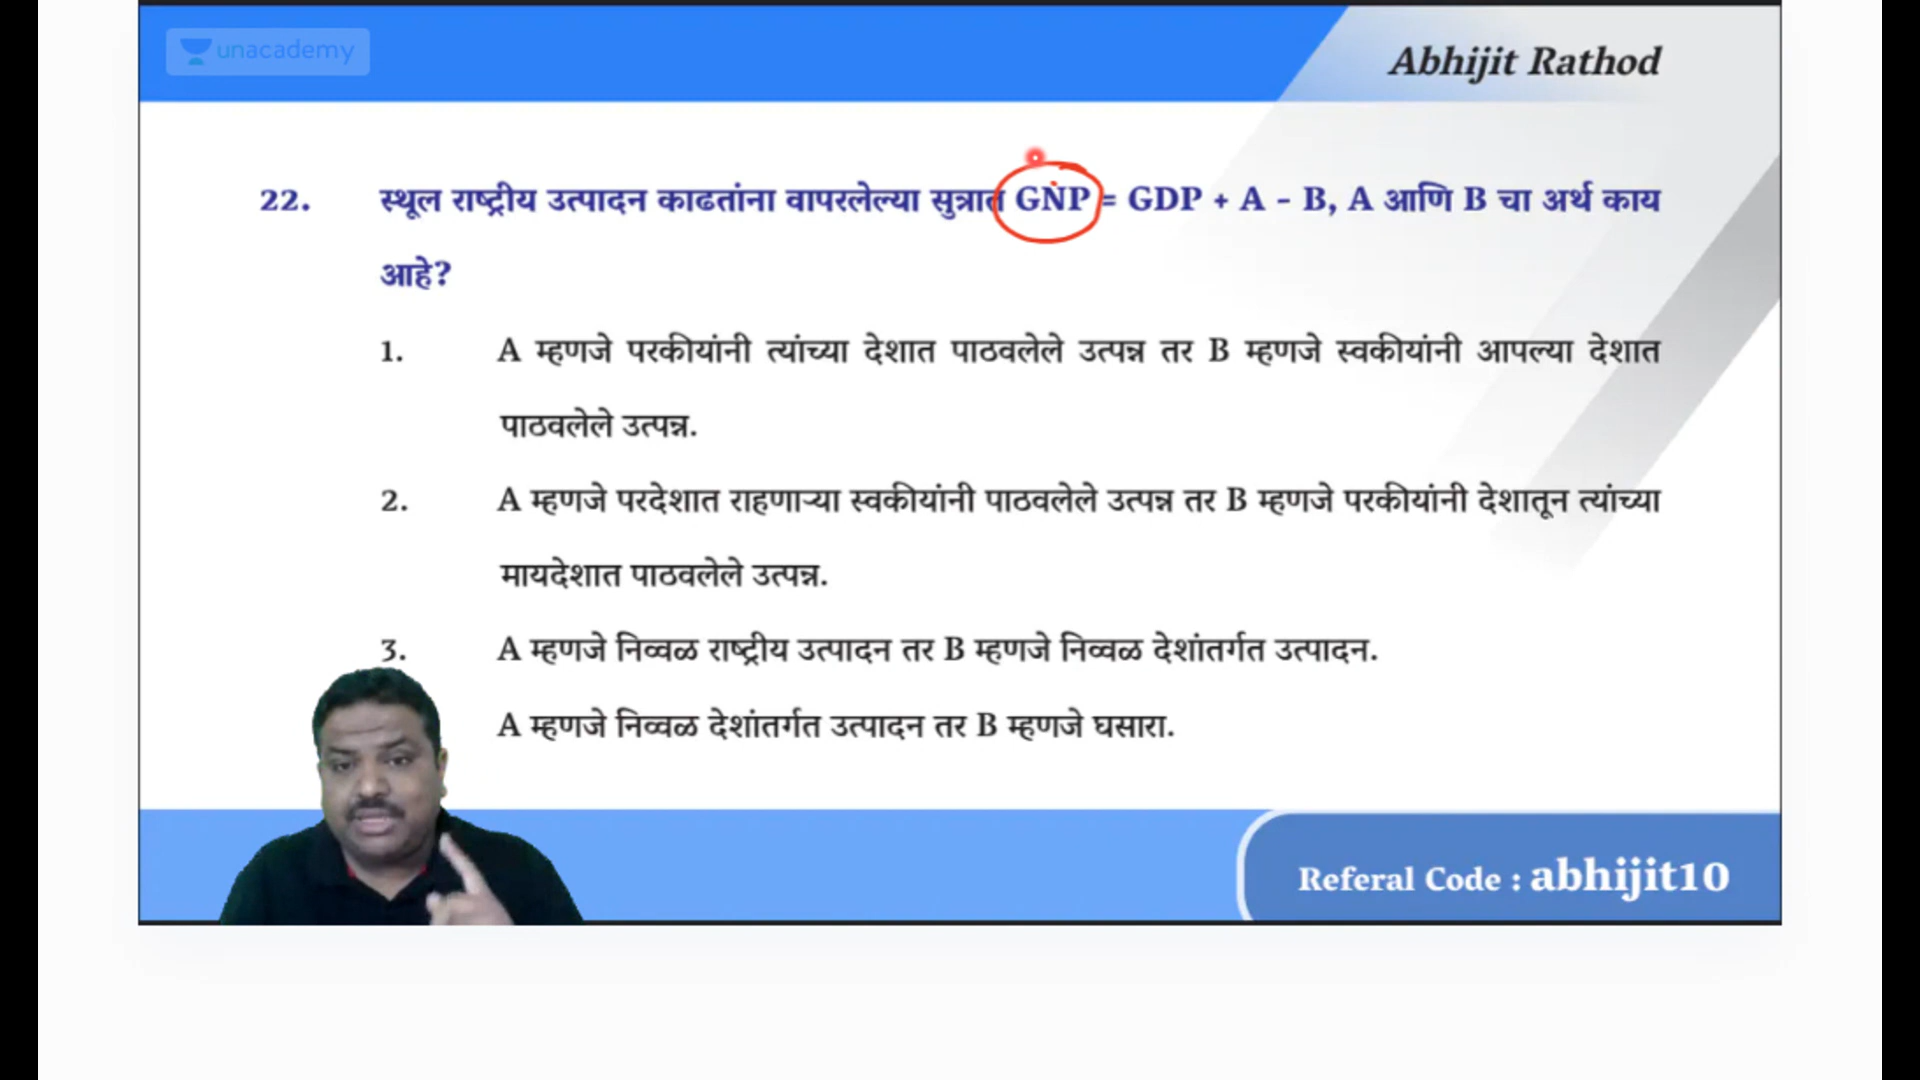 unacademy
Abhijit Rathod
22. स्थूल राष्ट्रीय उत्पादन काढतांना वापरलेल्या सुत्रात GNP = GDP + A - B, A आणि B चा अर्थ काय
आहे?
1. A म्हणजे परकीयांनी त्यांच्या देशात पाठवलेले उत्पन्न तर B म्हणजे स्वकीयांनी आपल्या देशात
पाठवलेले उत्पन्न.
2. A म्हणजे परदेशात राहणाऱ्या स्वकीयांनी पाठवलेले उत्पन्न तर B म्हणजे परकीयांनी देशातून त्यांच्या
मायदेशात पाठवलेले उत्पन्न.
3. A म्हणजे निव्वळ राष्ट्रीय उत्पादन तर B म्हणजे निव्वळ देशांतर्गत उत्पादन.
A म्हणजे निव्वळ देशांतर्गत उत्पादन तर B म्हणजे घसारा.
Referal Code : abhijit10